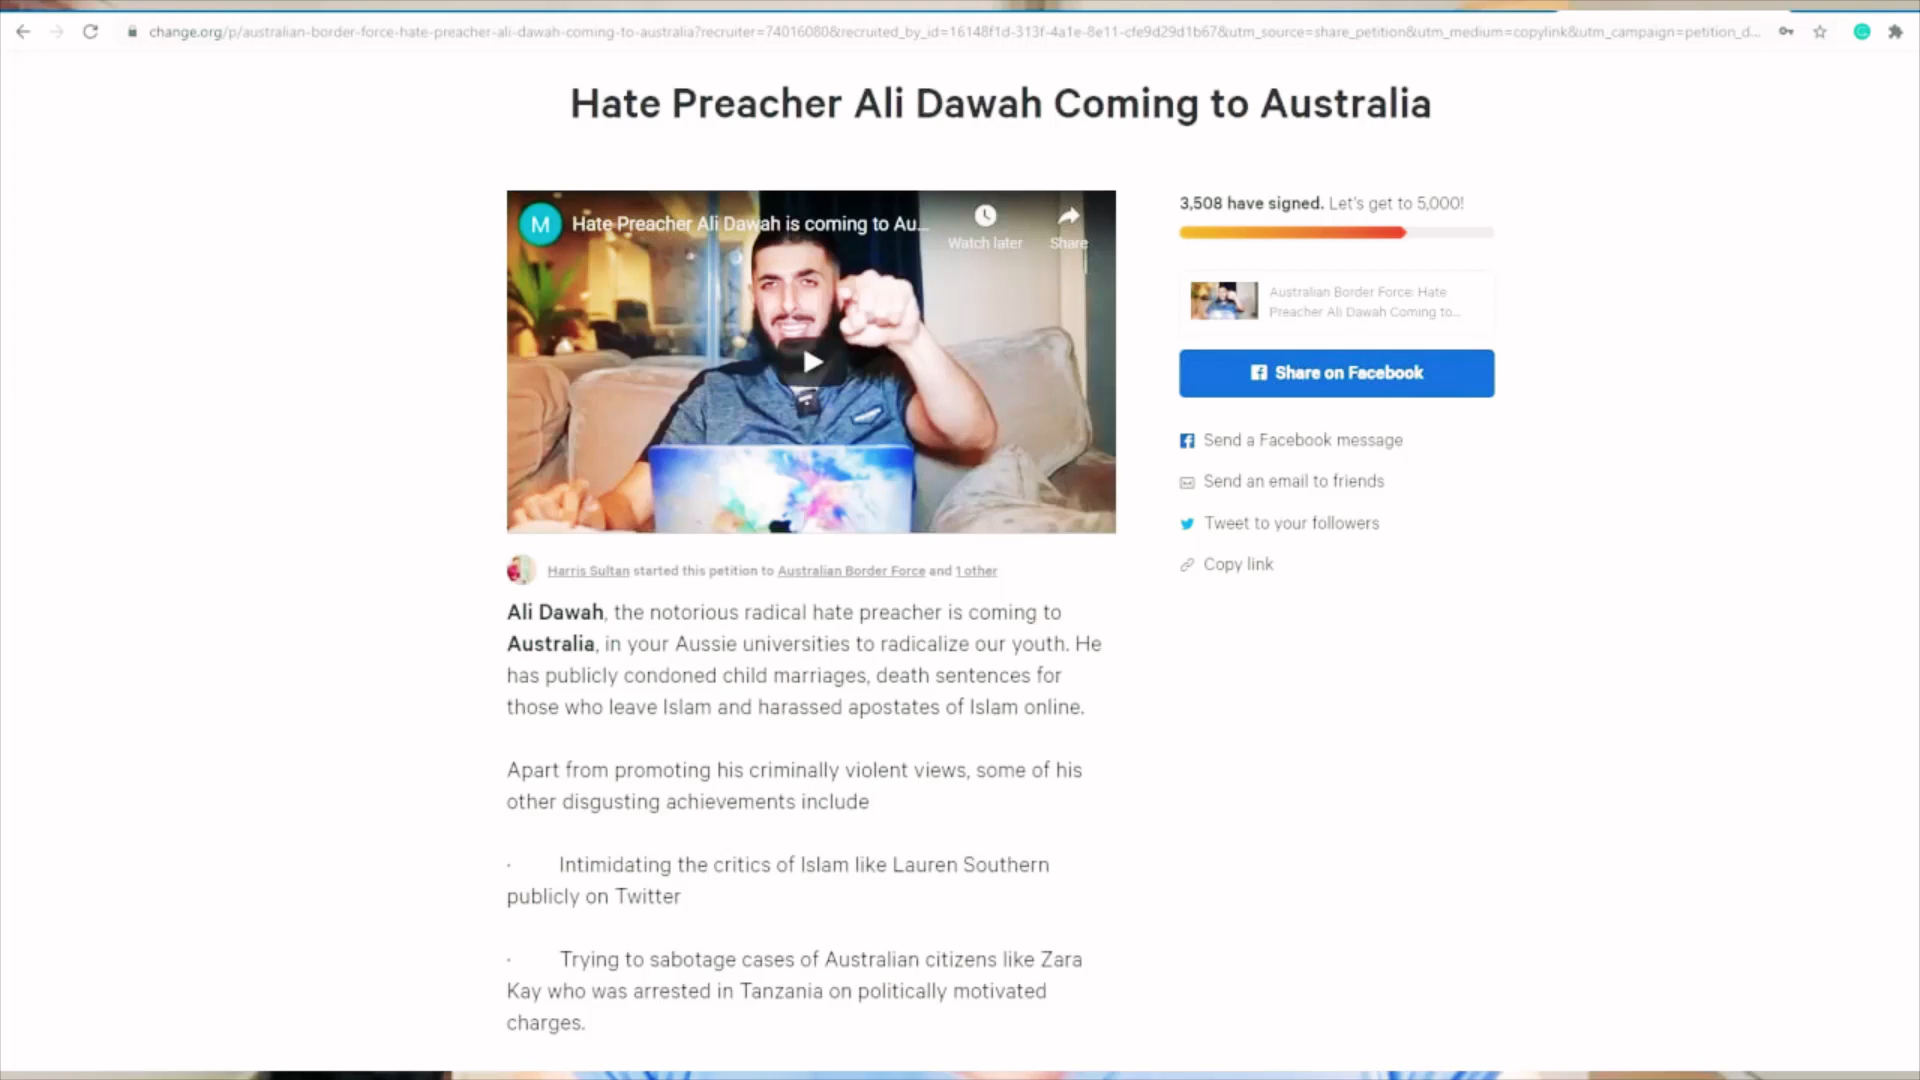 change.org/p/australian-border-force-hate-preacher-ali-dawah-coming-to-australia?recruiter=74016080&recruited_by_id=16148f1d-313f-4a1e-8e11-cfe9d29d1b67&utm_source=share_petition&utm_medium=copylink&utm_campaign=petition_d...
Hate Preacher Ali Dawah Coming to Australia
M Hate Preacher Ali Dawah is coming to Au...
Watch later Share
3,508 have signed. Let's get to 5,000!
Australian Border Force: Hate
Preacher Ali Dawah Coming to...
Share on Facebook
Send a Facebook message
Send an email to friends
Tweet to your followers
Copy link
Harris Sultan started this petition to Australian Border Force and 1 other
Ali Dawah, the notorious radical hate preacher is coming to
Australia, in your Aussie universities to radicalize our youth. He
has publicly condoned child marriages, death sentences for
those who leave Islam and harassed apostates of Islam online.
Apart from promoting his criminally violent views, some of his
other disgusting achievements include
· Intimidating the critics of Islam like Lauren Southern
publicly on Twitter
· Trying to sabotage cases of Australian citizens like Zara
Kay who was arrested in Tanzania on politically motivated
charges.